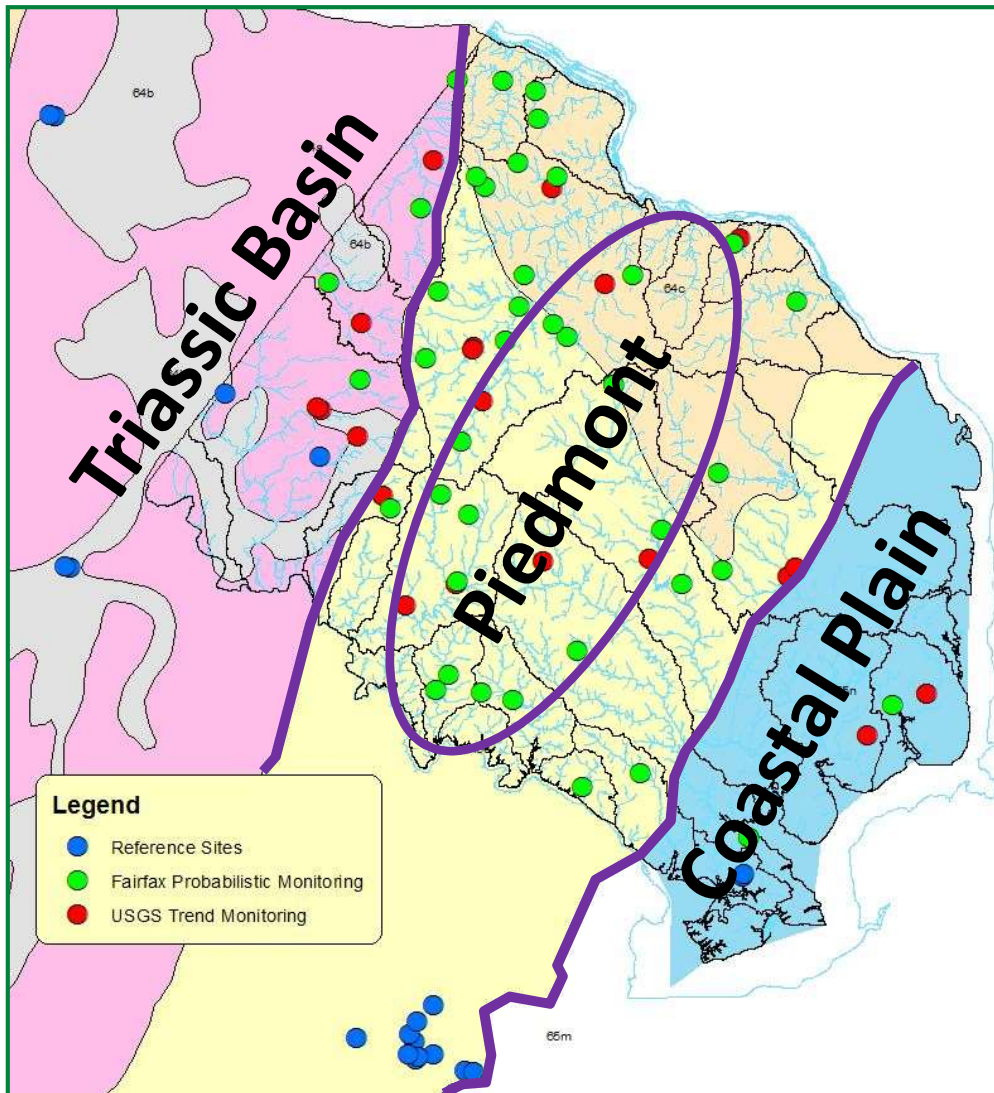 64b
64b
64c
Triassic Basin
Piedmont
Coastal Plain
Legend
Reference Sites
Fairfax Probabilistic Monitoring
USGS Trend Monitoring
65m